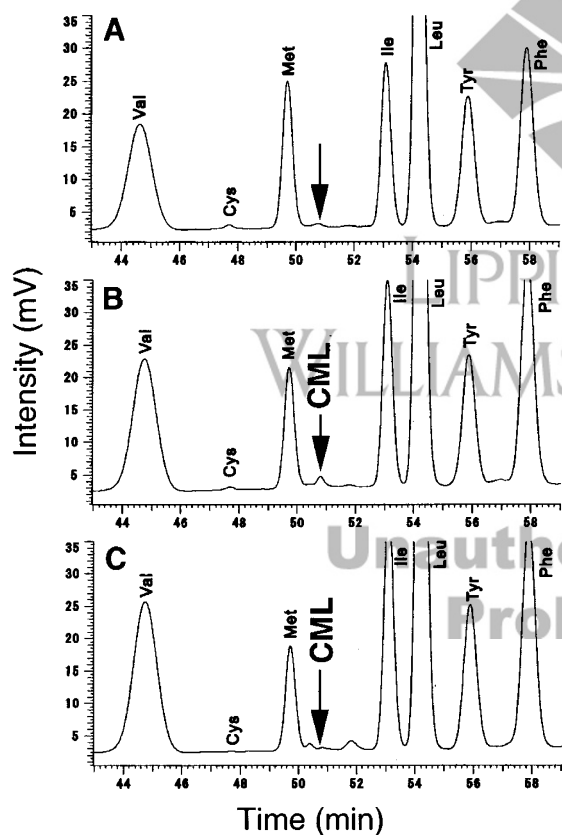 A
35
30
25
20
15
10
5
Val
Cys
Met
Ile
Leu
Tyr
Phe
44 46 48 50 52 54 56 58
B
35
30
25
20
15
10
5
Val
Cys
Met
CML
Ile
Leu
Tyr
Phe
44 46 48 50 52 54 56 58
C
35
30
25
20
15
10
5
Val
Cys
Met
CML
Ile
Leu
Tyr
Phe
44 46 48 50 52 54 56 58
Intensity (mV)
Time (min)
LIPPI
WILLIAMS
Unautho
Proh